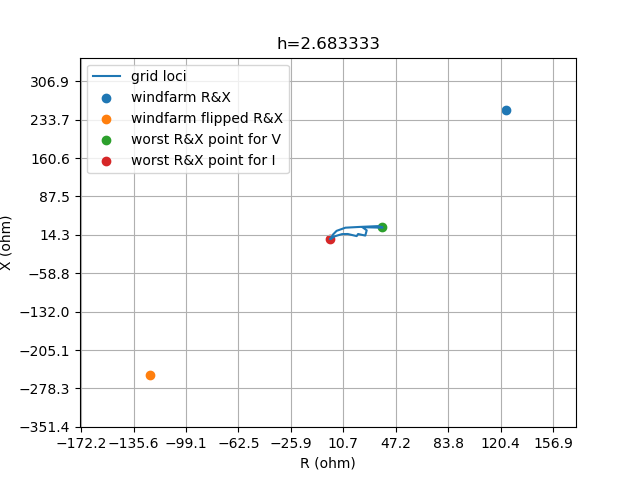 h=2.683333
grid loci
windfarm R&X
windfarm flipped R&X
worst R&X point for V
worst R&X point for I
306.9
233.7
160.6
87.5
14.3
−58.8
−132.0
−205.1
−278.3
−351.4
X (ohm)
−172.2 −135.6 −99.1 −62.5 −25.9 10.7 47.2 83.8 120.4 156.9
R (ohm)